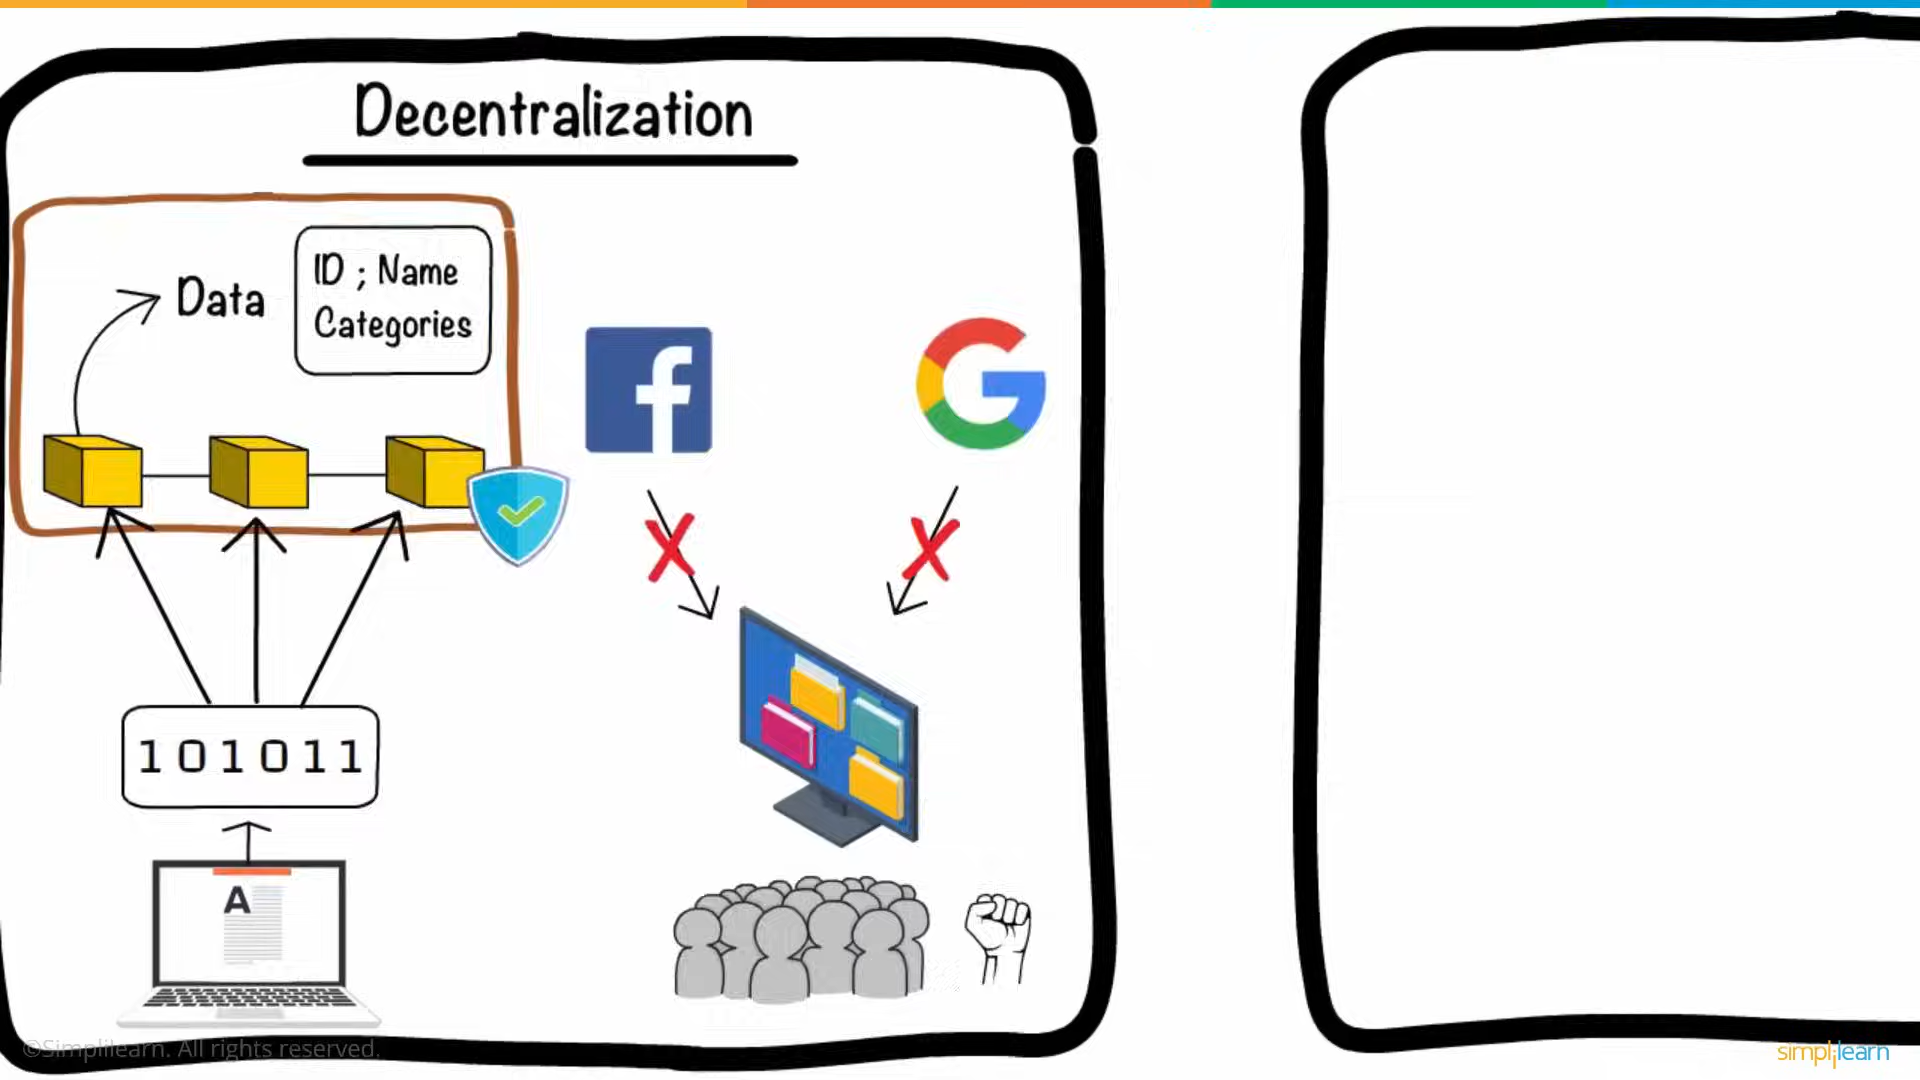 Decentralization
Data
ID ; Name
Categories
101011
A
©Simplilearn. All rights reserved.
simplilearn